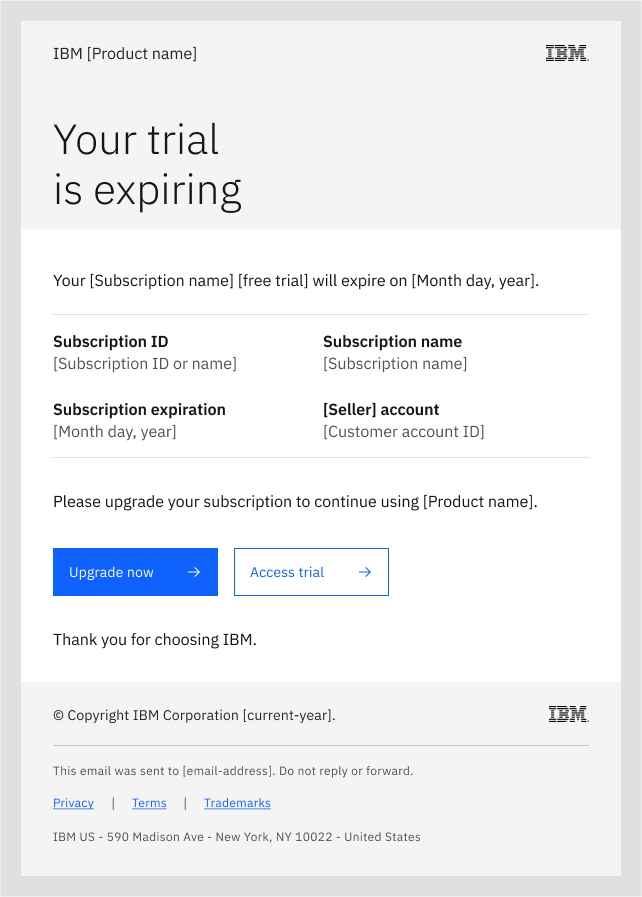 IBM [Product name]
IBM
Your trial
is expiring
Your [Subscription name] [free trial] will expire on [Month day, year].
Subscription ID
[Subscription ID or name]
Subscription name
[Subscription name]
Subscription expiration
[Month day, year]
[Seller] account
[Customer account ID]
Please upgrade your subscription to continue using [Product name].
Upgrade now →
Access trial →
Thank you for choosing IBM.
© Copyright IBM Corporation [current-year].
IBM
This email was sent to [email-address]. Do not reply or forward.
Privacy | Terms | Trademarks
IBM US - 590 Madison Ave - New York, NY 10022 - United States